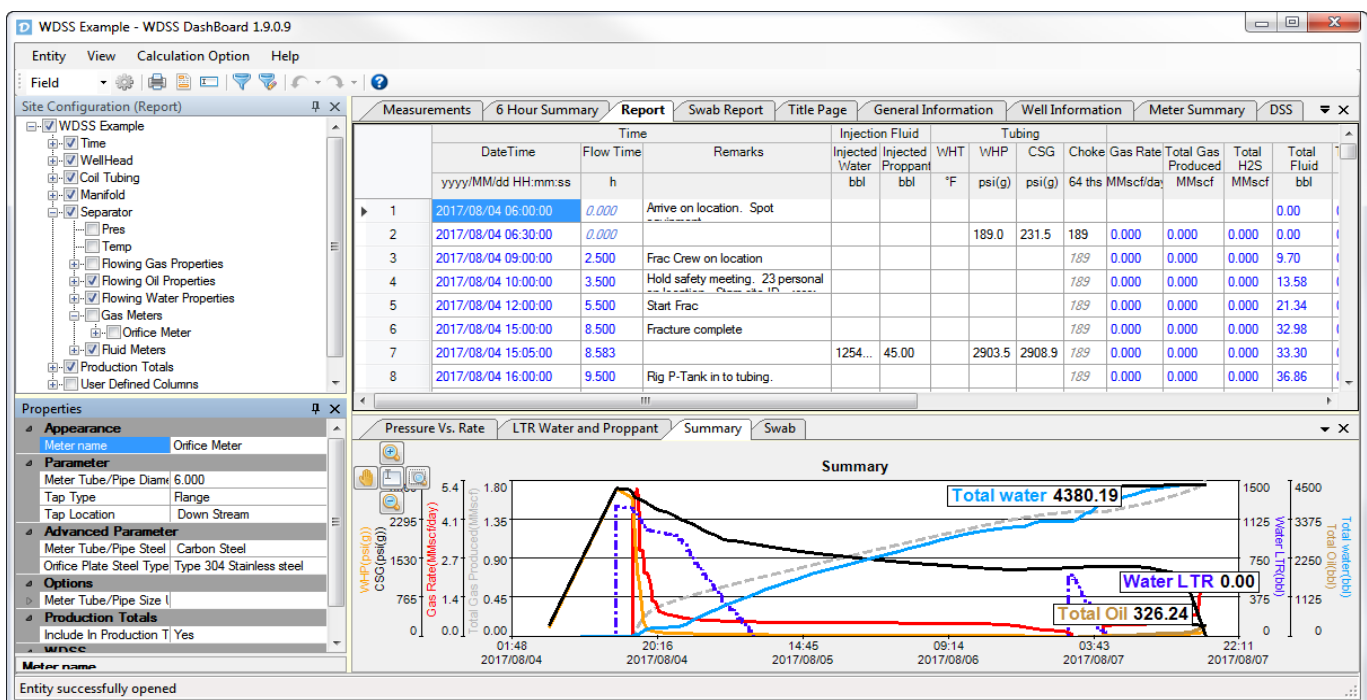 WDSS Example - WDSS DashBoard 1.9.0.9
Entity View Calculation Option Help
Field
Site Configuration (Report)
WDSS Example
Time
WellHead
Coil Tubing
Manifold
Separator
Pres
Temp
Flowing Gas Properties
Flowing Oil Properties
Flowing Water Properties
Gas Meters
Orifice Meter
Fluid Meters
Production Totals
User Defined Columns
Properties
Appearance
Meter name Orifice Meter
Parameter
Meter Tube/Pipe Diame 6.000
Tap Type Flange
Tap Location Down Stream
Advanced Parameter
Meter Tube/Pipe Steel Carbon Steel
Orifice Plate Steel Type Type 304 Stainless steel
Options
Meter Tube/Pipe Size
Production Totals
Include In Production T Yes
WDSS
Meter name
Measurements 6 Hour Summary Report Swab Report Title Page General Information Well Information Meter Summary DSS
Time Injection Fluid Tubing
DateTime Flow Time Remarks Injected Water Injected Proppant WHT WHP CSG Choke Gas Rate Total Gas Produced Total H2S Total Fluid
yyyy/MM/dd HH:mm:ss h bbl bbl °F psi(g) psi(g) 64 ths MMscf/day MMscf MMscf bbl
1 2017/08/04 06:00:00 0.000 Arrive on location. Spot 0.00
2 2017/08/04 06:30:00 0.000 189.0 231.5 189 0.000 0.000 0.000 0.00
3 2017/08/04 09:00:00 2.500 Frac Crew on location 189 0.000 0.000 0.000 9.70
4 2017/08/04 10:00:00 3.500 Hold safety meeting. 23 personal 189 0.000 0.000 0.000 13.58
5 2017/08/04 12:00:00 5.500 Start Frac 189 0.000 0.000 0.000 21.34
6 2017/08/04 15:00:00 8.500 Fracture complete 189 0.000 0.000 0.000 32.98
7 2017/08/04 15:05:00 8.583 1254... 45.00 2903.5 2908.9 189 0.000 0.000 0.000 33.30
8 2017/08/04 16:00:00 9.500 Rig P-Tank in to tubing. 189 0.000 0.000 0.000 36.86
Pressure Vs. Rate LTR Water and Proppant Summary Swab
Summary
5.4 1.80 1500 4500
2295 4.1 1.35 1125 3375
1530 2.7 0.90 750 2250
765 1.4 0.45 375 1125
0 0.0 0.00 0 0
WHP(psi(g))
CSG(psi(g))
Gas Rate(MMscf/day)
Total Gas Produced(MMscf)
Total water 4380.19
Water LTR 0.00
Total Oil 326.24
Water LTR(bbl)
Total Oil(bbl)
Total water(bbl)
01:48 20:16 14:45 09:14 03:43 22:11
2017/08/04 2017/08/04 2017/08/05 2017/08/06 2017/08/07 2017/08/07
Entity successfully opened